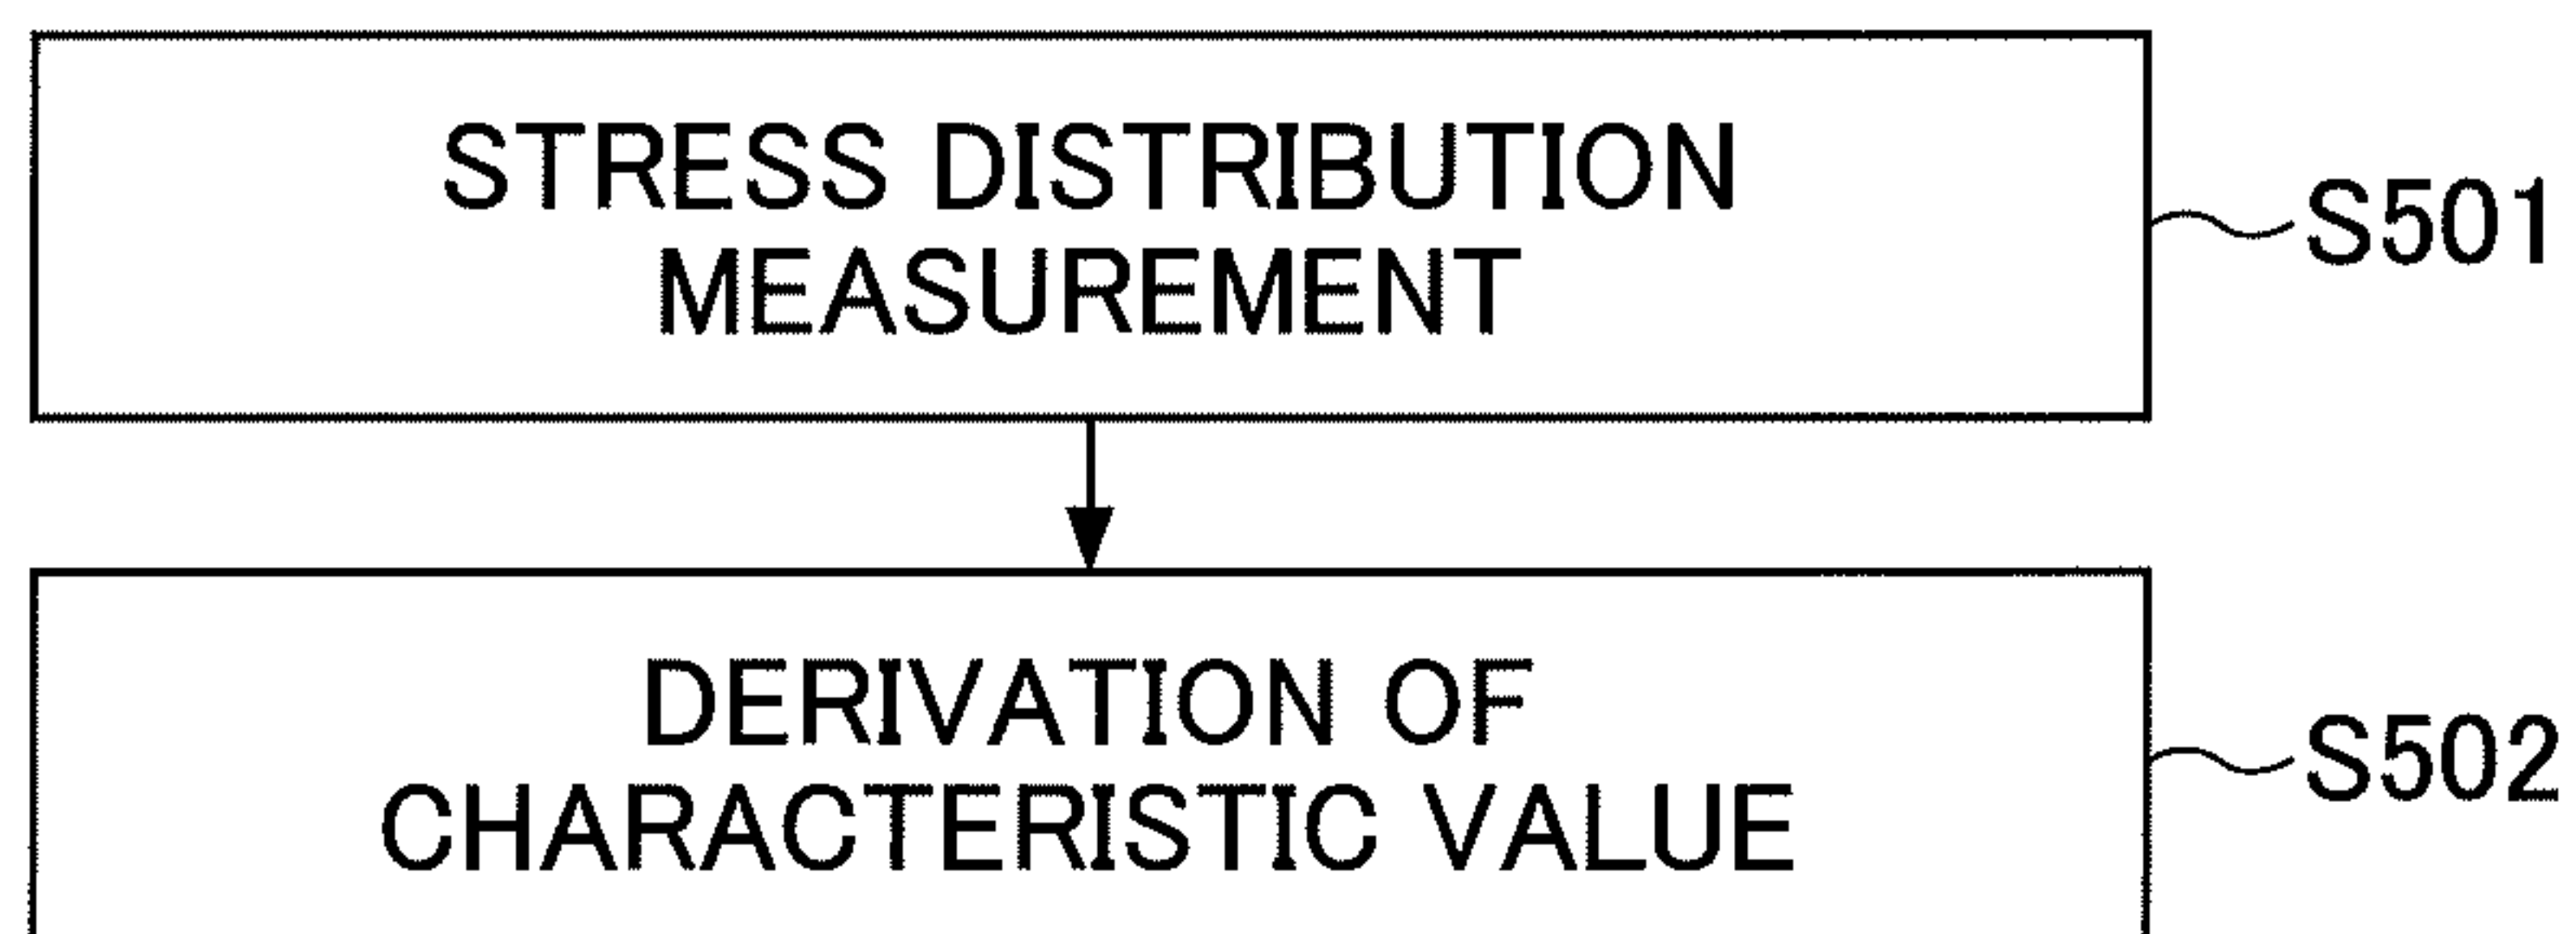 STRESS DISTRIBUTION
MEASUREMENT
S501
DERIVATION OF
CHARACTERISTIC VALUE
S502